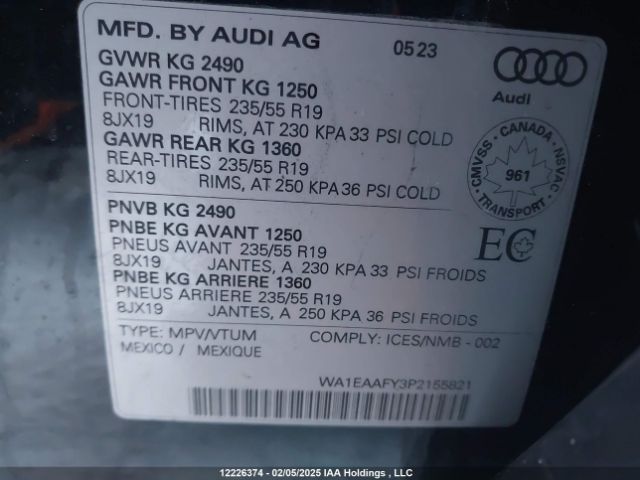 MFD. BY AUDI AG 0523
GVWR KG 2490
GAWR FRONT KG 1250
FRONT-TIRES 235/55 R19
8JX19 RIMS, AT 230 KPA 33 PSI COLD
GAWR REAR KG 1360
REAR-TIRES 235/55 R19
8JX19 RIMS, AT 250 KPA 36 PSI COLD
Audi
CMVSS - CANADA - NSVAC
961
TRANSPORT
PNVB KG 2490
PNBE KG AVANT 1250
PNEUS AVANT 235/55 R19
8JX19 JANTES, A 230 KPA 33 PSI FROIDS
PNBE KG ARRIERE 1360
PNEUS ARRIERE 235/55 R19
8JX19 JANTES, A 250 KPA 36 PSI FROIDS
EC
TYPE: MPV/VTUM COMPLY: ICES/NMB - 002
MEXICO / MEXIQUE
WA1EAAFY3P2155821
12226374 - 02/05/2025 IAA Holdings , LLC